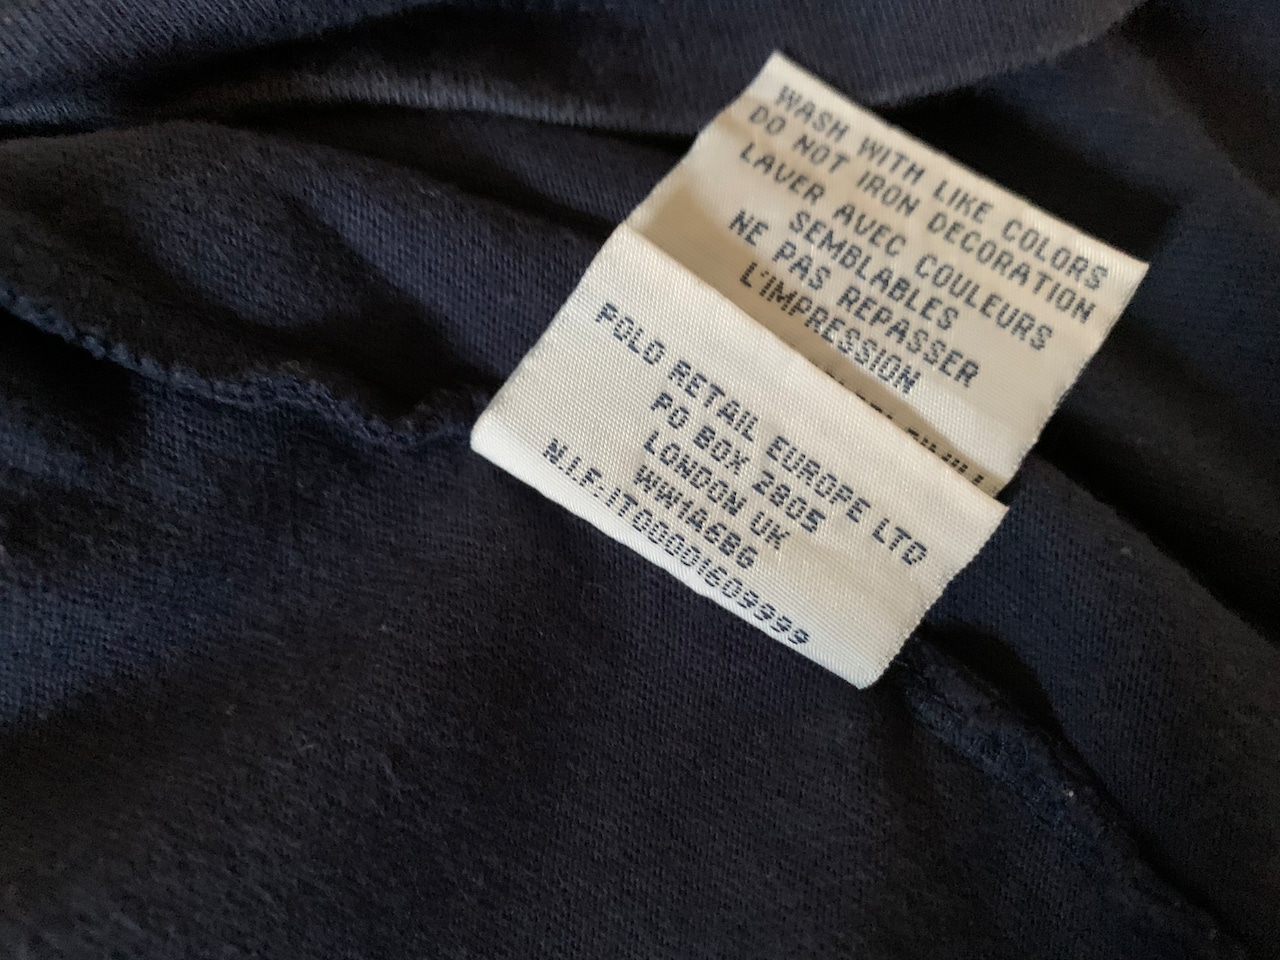 WASH WITH LIKE COLORS
DO NOT IRON DECORATION
LAVER AVEC COULEURS
SEMBLABLES
NE PAS REPASSER
L'IMPRESSION
POLO RETAIL EUROPE LTD
PO BOX 2805
LONDON UK
WW1A6BG
N.I.F.IT00001609999